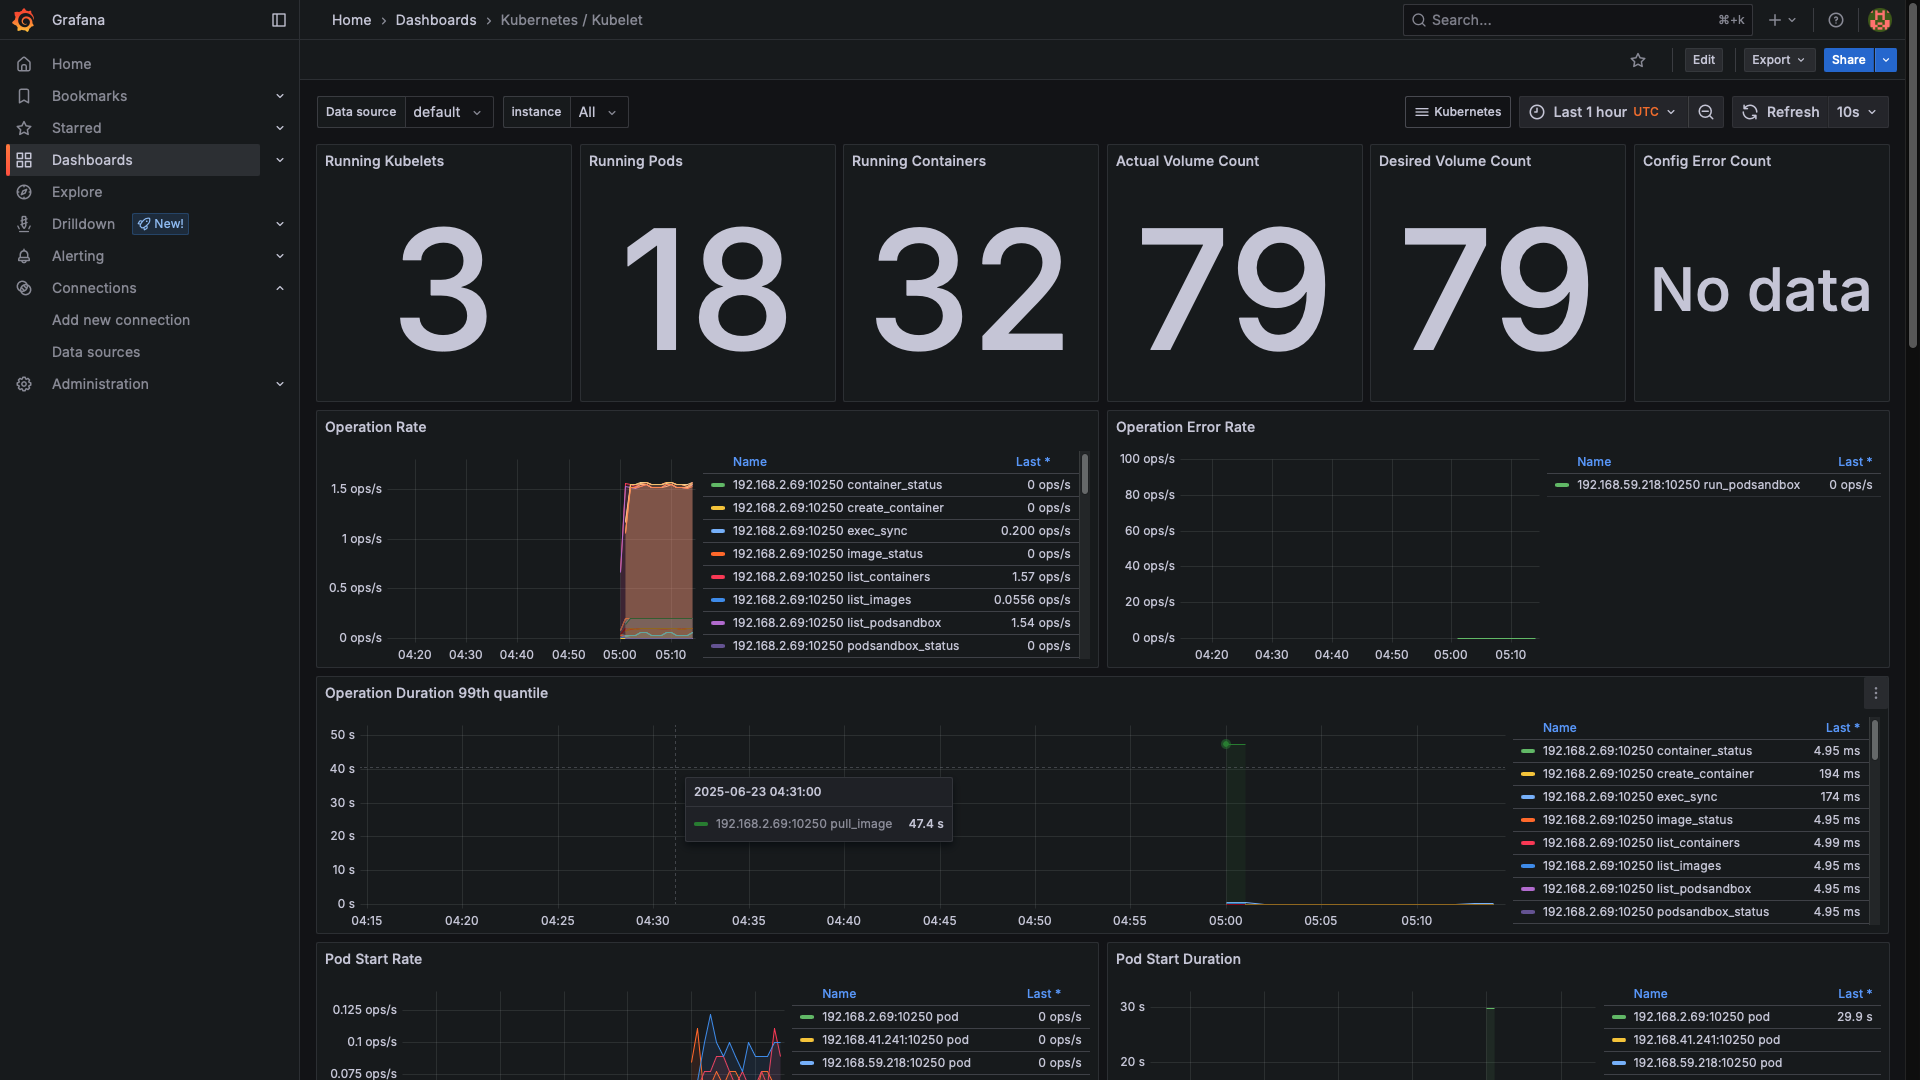 Grafana
Home › Dashboards › Kubernetes / Kubelet
Search... ⌘+k
Home
Bookmarks
Starred
Dashboards
Explore
Drilldown New!
Alerting
Connections
Add new connection
Data sources
Administration
Edit Export Share
Data source default instance All
Kubernetes Last 1 hour UTC Refresh 10s
Running Kubelets
3
Running Pods
18
Running Containers
32
Actual Volume Count
79
Desired Volume Count
79
Config Error Count
No data
Operation Rate
1.5 ops/s
1 ops/s
0.5 ops/s
0 ops/s
04:20 04:30 04:40 04:50 05:00 05:10
Name Last *
192.168.2.69:10250 container_status 0 ops/s
192.168.2.69:10250 create_container 0 ops/s
192.168.2.69:10250 exec_sync 0.200 ops/s
192.168.2.69:10250 image_status 0 ops/s
192.168.2.69:10250 list_containers 1.57 ops/s
192.168.2.69:10250 list_images 0.0556 ops/s
192.168.2.69:10250 list_podsandbox 1.54 ops/s
192.168.2.69:10250 podsandbox_status 0 ops/s
Operation Error Rate
100 ops/s
80 ops/s
60 ops/s
40 ops/s
20 ops/s
0 ops/s
04:20 04:30 04:40 04:50 05:00 05:10
Name Last *
192.168.59.218:10250 run_podsandbox 0 ops/s
Operation Duration 99th quantile
50 s
40 s
30 s
20 s
10 s
0 s
04:15 04:20 04:25 04:30 04:35 04:40 04:45 04:50 04:55 05:00 05:05 05:10
2025-06-23 04:31:00
192.168.2.69:10250 pull_image 47.4 s
Name Last *
192.168.2.69:10250 container_status 4.95 ms
192.168.2.69:10250 create_container 194 ms
192.168.2.69:10250 exec_sync 174 ms
192.168.2.69:10250 image_status 4.95 ms
192.168.2.69:10250 list_containers 4.99 ms
192.168.2.69:10250 list_images 4.95 ms
192.168.2.69:10250 list_podsandbox 4.95 ms
192.168.2.69:10250 podsandbox_status 4.95 ms
Pod Start Rate
0.125 ops/s
0.1 ops/s
0.075 ops/s
Name Last *
192.168.2.69:10250 pod 0 ops/s
192.168.41.241:10250 pod 0 ops/s
192.168.59.218:10250 pod 0 ops/s
Pod Start Duration
30 s
20 s
Name Last *
192.168.2.69:10250 pod 29.9 s
192.168.41.241:10250 pod
192.168.59.218:10250 pod